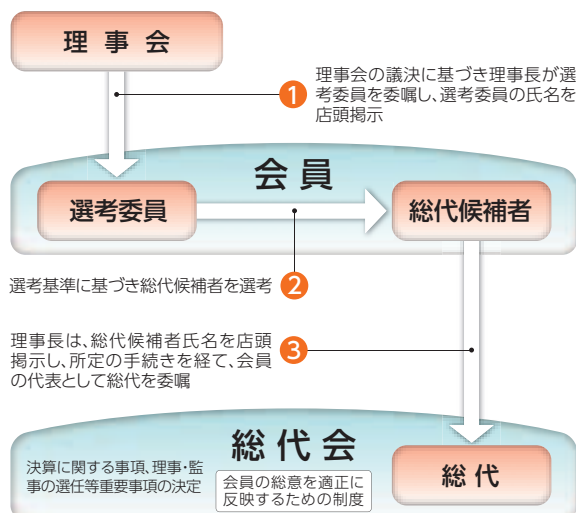 理事会
1
理事会の議決に基づき理事長が選
考委員を委嘱し、選考委員の氏名を
店頭掲示
会員
選考委員
総代候補者
選考基準に基づき総代候補者を選考
2
理事長は、総代候補者氏名を店頭
掲示し、所定の手続きを経て、会員
の代表として総代を委嘱
3
総代会
決算に関する事項、理事・監
事の選任等重要事項の決定
会員の総意を適正に
反映するための制度
総代